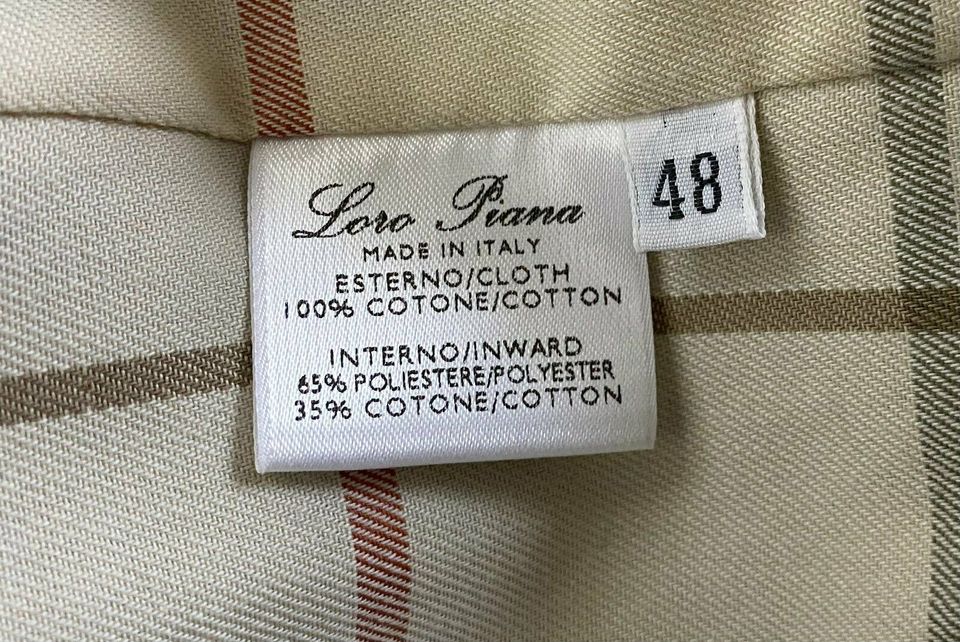 Loro Piana
MADE IN ITALY
ESTERNO/CLOTH
100% COTONE/COTTON
INTERNO/INWARD
65% POLIESTERE/POLYESTER
35% COTONE/COTTON
48